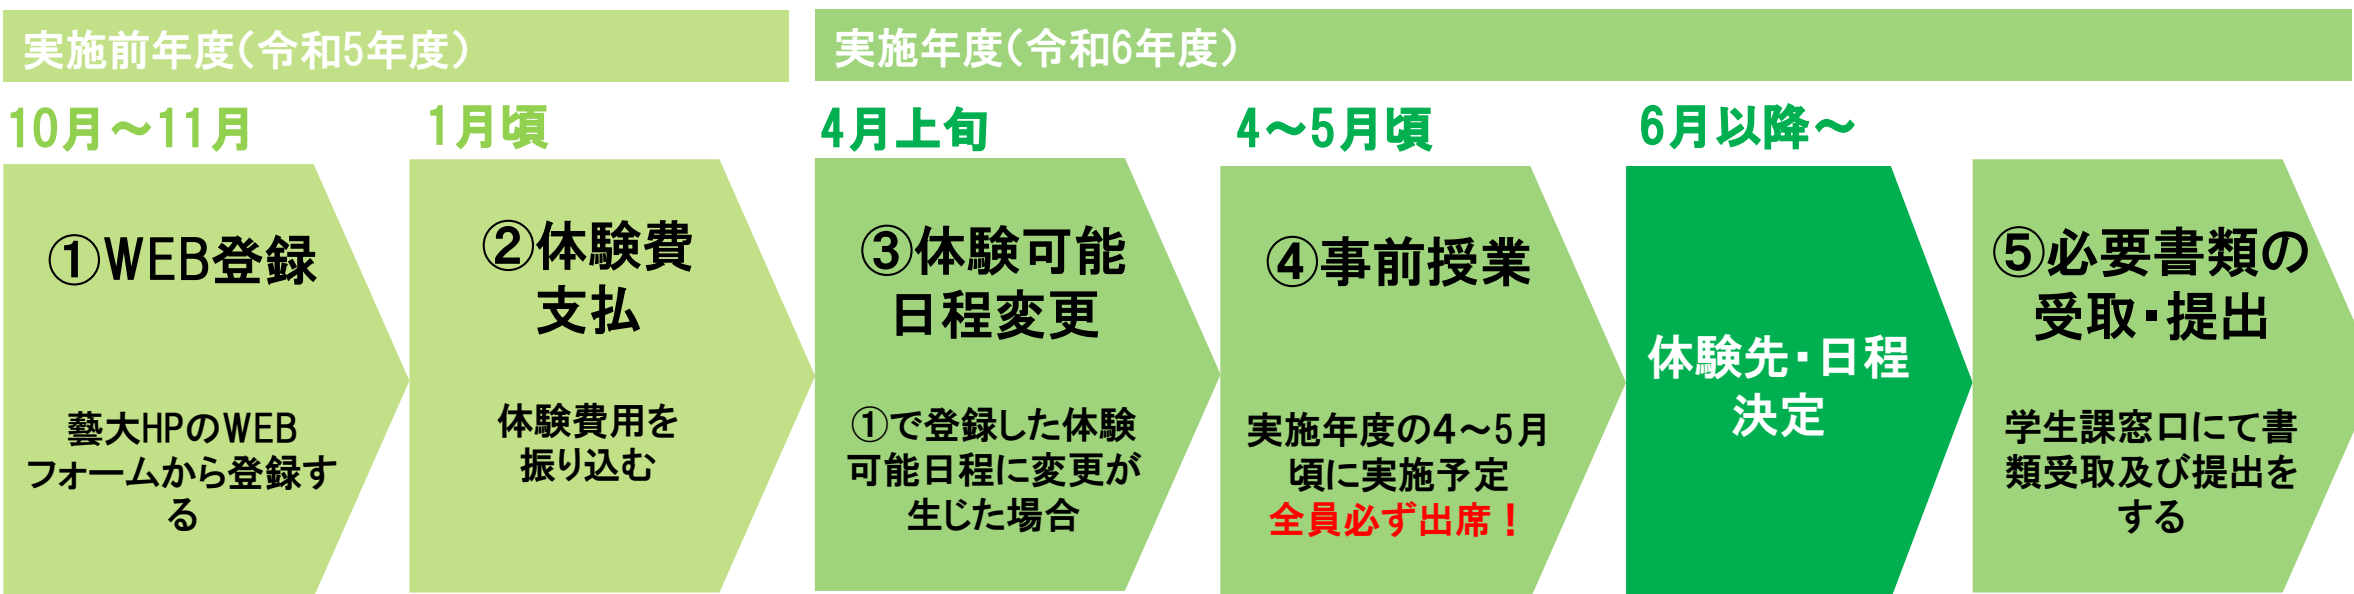 実施前年度(令和5年度)
実施年度(令和6年度)
10月～11月
①WEB登録
藝大HPのWEB
フォームから登録す
る
1月頃
②体験費
支払
体験費用を
振り込む
4月上旬
③体験可能
日程変更
①で登録した体験
可能日程に変更が
生じた場合
4～5月頃
④事前授業
実施年度の4～5月
頃に実施予定
全員必ず出席！
6月以降～
体験先・日程
決定
⑤必要書類の
受取・提出
学生課窓口にて書
類受取及び提出を
する